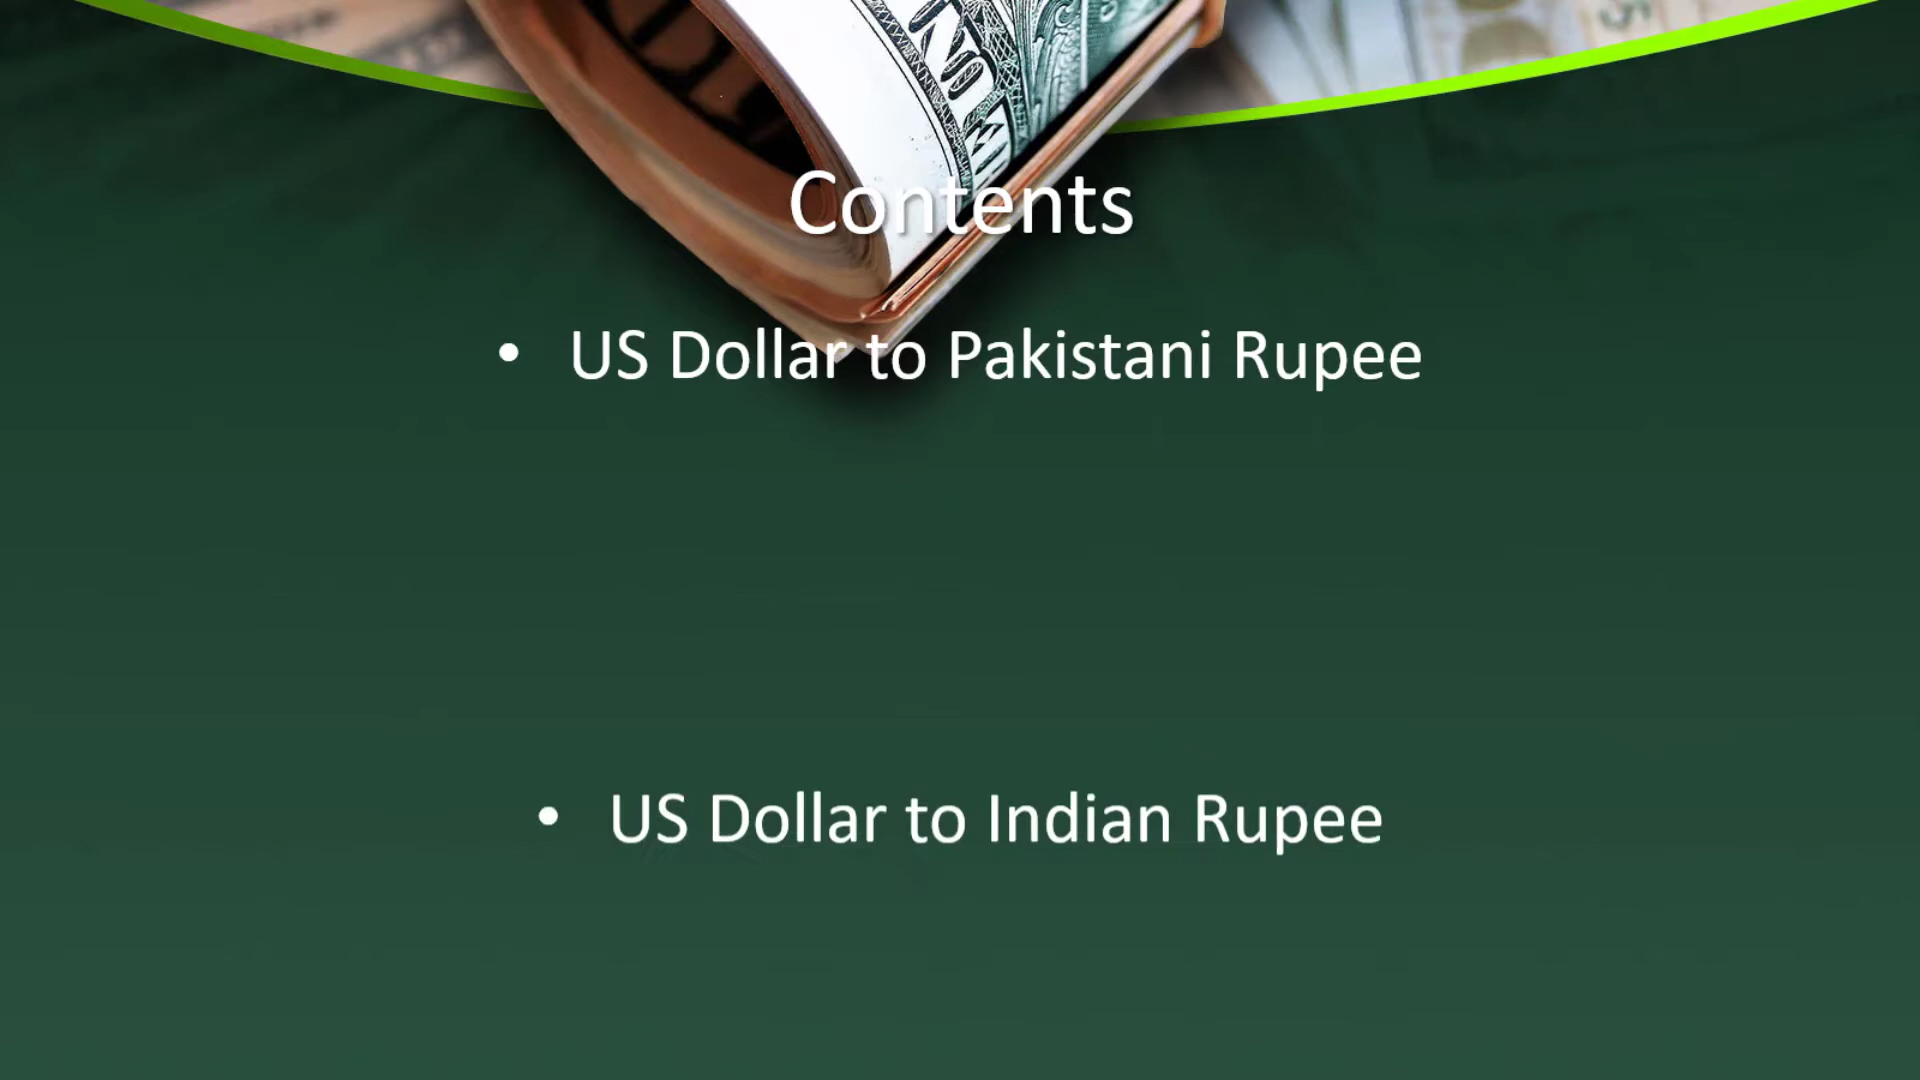 Contents
• US Dollar to Pakistani Rupee
• US Dollar to Indian Rupee